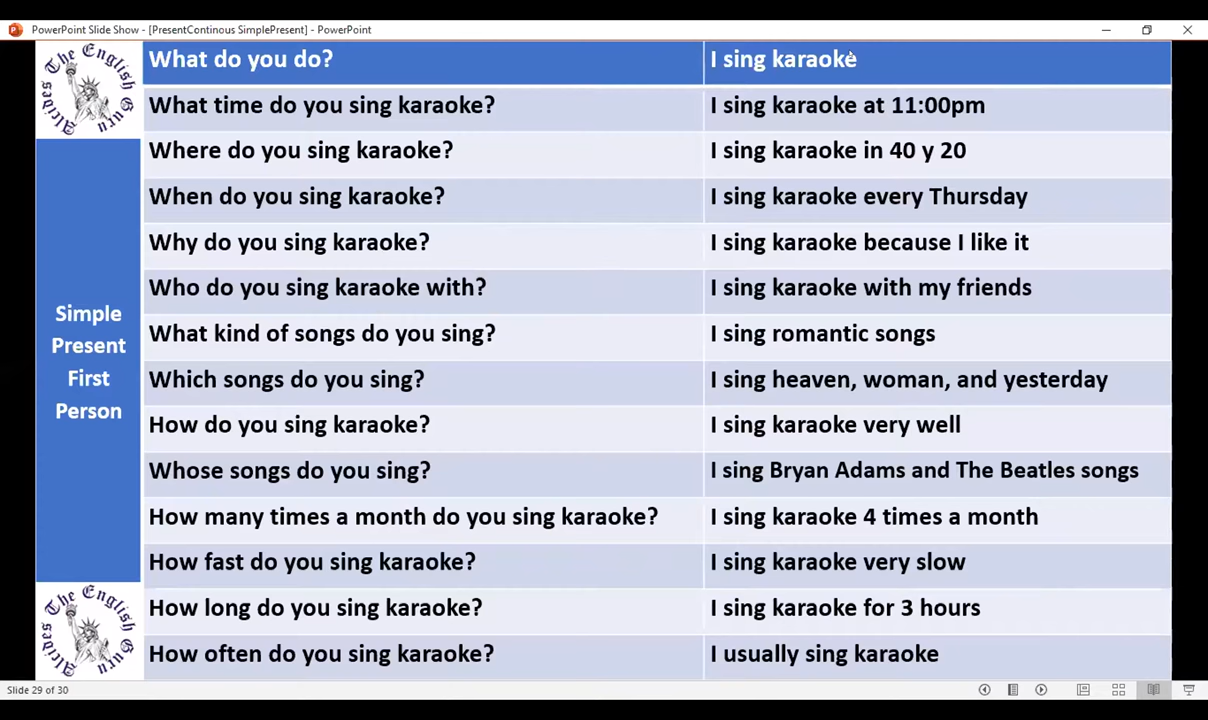 PowerPoint Slide Show - [PresentContinous SimplePresent] - PowerPoint
The English Guru
Alcides
What do you do? I sing karaoke
What time do you sing karaoke? I sing karaoke at 11:00pm
Where do you sing karaoke? I sing karaoke in 40 y 20
When do you sing karaoke? I sing karaoke every Thursday
Why do you sing karaoke? I sing karaoke because I like it
Who do you sing karaoke with? I sing karaoke with my friends
What kind of songs do you sing? I sing romantic songs
Which songs do you sing? I sing heaven, woman, and yesterday
How do you sing karaoke? I sing karaoke very well
Whose songs do you sing? I sing Bryan Adams and The Beatles songs
How many times a month do you sing karaoke? I sing karaoke 4 times a month
How fast do you sing karaoke? I sing karaoke very slow
How long do you sing karaoke? I sing karaoke for 3 hours
How often do you sing karaoke? I usually sing karaoke
Simple
Present
First
Person
The English Guru
Alcides
Slide 29 of 30